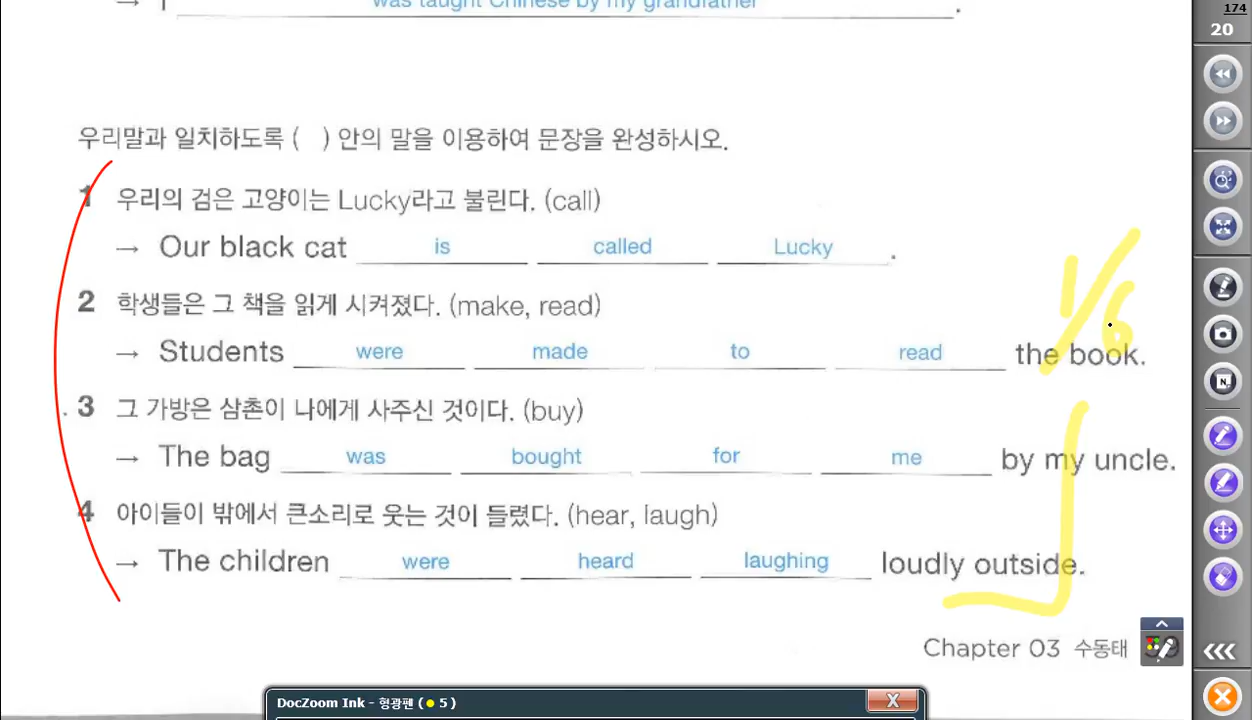 → I was taught Chinese by my grandfather .
174
20
우리말과 일치하도록 ( ) 안의 말을 이용하여 문장을 완성하시오.
1 우리의 검은 고양이는 Lucky라고 불린다. (call)
→ Our black cat is called Lucky .
2 학생들은 그 책을 읽게 시켜졌다. (make, read)
→ Students were made to read the book.
1/6
3 그 가방은 삼촌이 나에게 사주신 것이다. (buy)
→ The bag was bought for me by my uncle.
4 아이들이 밖에서 큰소리로 웃는 것이 들렸다. (hear, laugh)
→ The children were heard laughing loudly outside.
Chapter 03 수동태
DocZoom Ink - 형광펜 ( 5 )